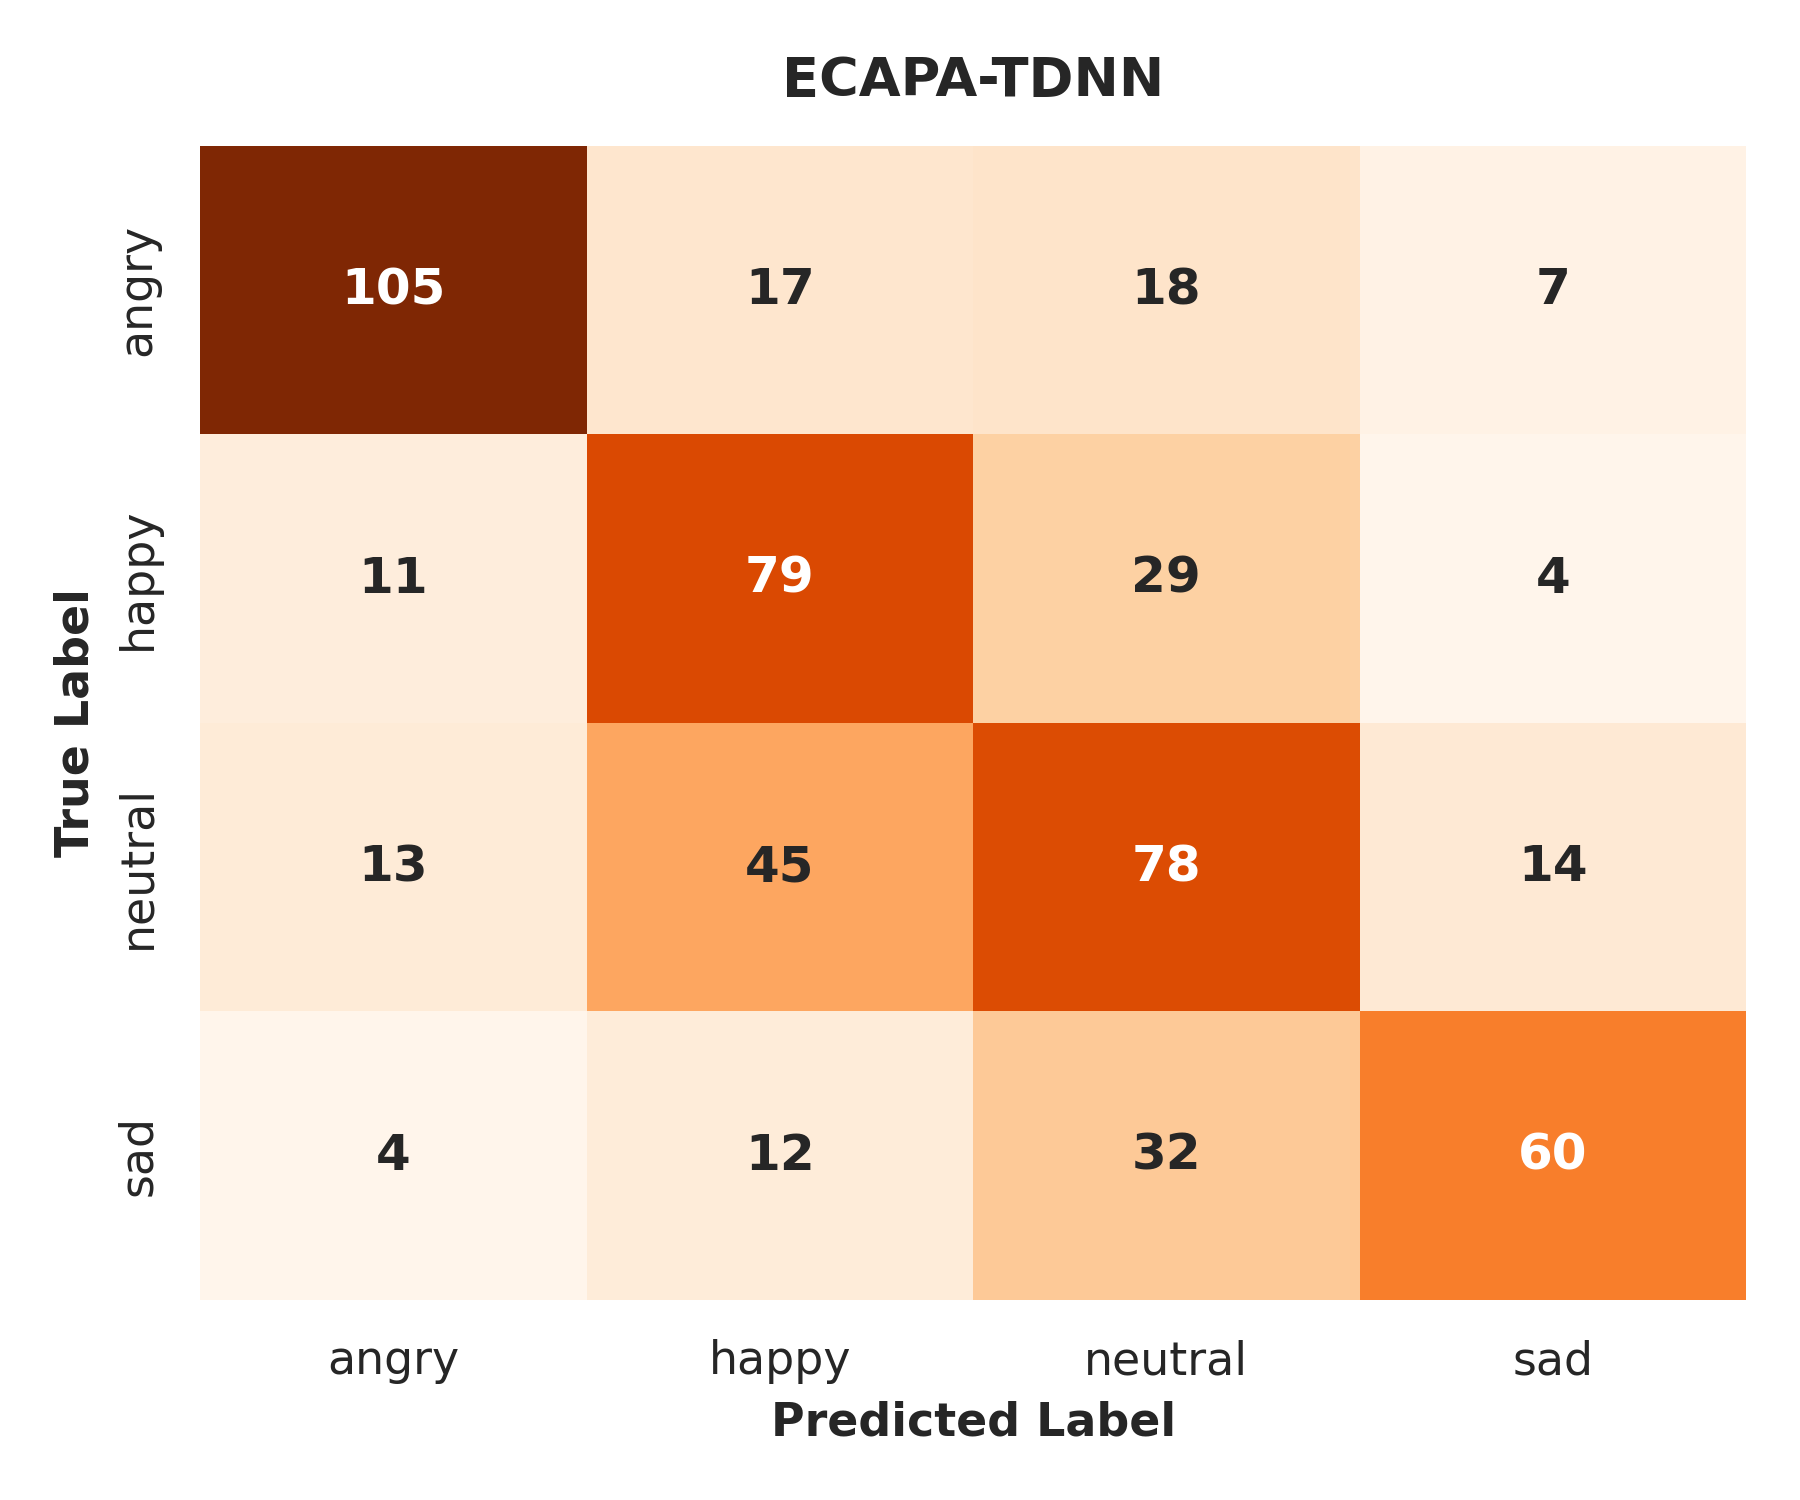 ECAPA-TDNN
True Label
angry
105 17 18 7
happy
11 79 29 4
neutral
13 45 78 14
sad
4 12 32 60
angry happy neutral sad
Predicted Label